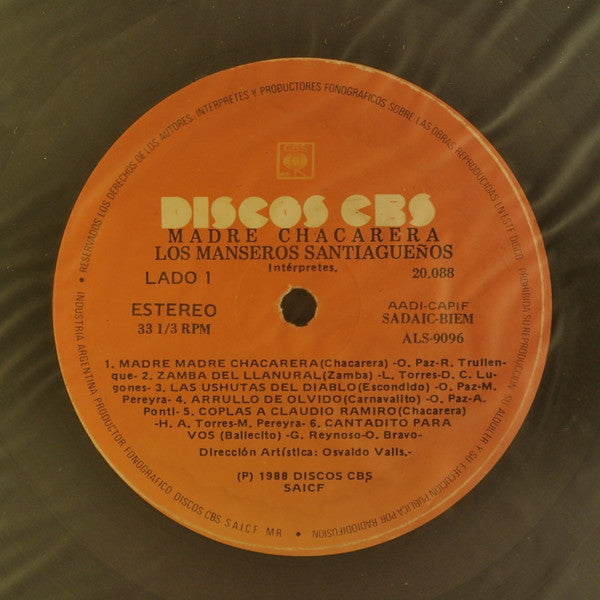 RESERVADOS LOS DERECHOS DE LOS AUTORES, INTERPRETES Y PRODUCTORES FONOGRAFICOS SOBRE LAS OBRAS REPRODUCIDAS EN ESTE DISCO. PROHIBIDA SU REPRODUCCION, SU ALQUILER Y SU EJECUCION PUBLICA POR RADIODIFUSION
CBS
DISCOS CBS
MADRE CHACARERA
LOS MANSEROS SANTIAGUEÑOS
Intérpretes.
LADO 1
20.088
ESTEREO
33 1/3 RPM
AADI-CAPIF
SADAIC-BIEM
ALS-9096
1. MADRE MADRE CHACARERA(Chacarera) -O. Paz-R. Trullen-
que- 2. ZAMBA DEL LLANURAL(Zamba) -L. Torres-D. C. Lu-
gones- 3. LAS USHUTAS DEL DIABLO(Escondido) -O. Paz-M.
Pereyra- 4. ARRULLO DE OLVIDO(Carnavalito) -O. Paz-A.
Ponti- 5. COPLAS A CLAUDIO RAMIRO(Chacarera)
-H. A. Torres-M. Pereyra- 6. CANTADITO PARA
VOS (Bailecito) -G. Reynoso-O. Bravo-
Dirección Artística: Osvaldo Valls.-
(P) 1988 DISCOS CBS
SAICF
INDUSTRIA ARGENTINA PRODUCTOR FONOGRAFICO DISCOS CBS S.A.I.C.F. MR